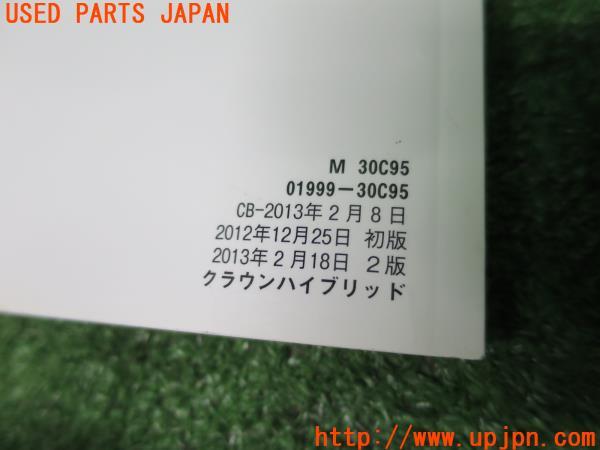 USED PARTS JAPAN
M 30C95
01999-30C95
CB-2013年2月8日
2012年12月25日 初版
2013年2月18日 2版
クラウンハイブリッド
http://www.upjpn.com